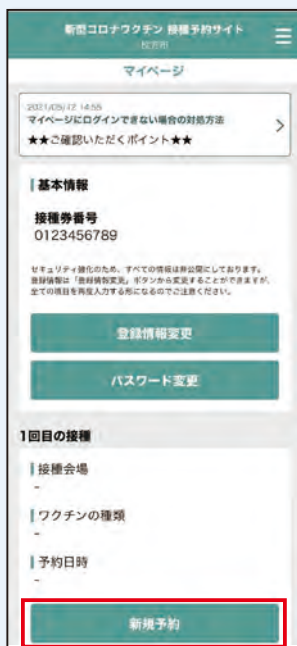 新型コロナワクチン 接種予約サイト
マイページ
2021/05/12 14:55
マイページにログインできない場合の対処方法
★★ご確認いただくポイント★★
基本情報
接種券番号
0123456789
セキュリティ強化のため、すべての情報は非公開にしております。
登録情報は「登録情報変更」ボタンから変更することができますが、
全ての項目を再度入力する形になるのでご注意ください。
登録情報変更
パスワード変更
1回目の接種
接種会場
-
ワクチンの種類
-
予約日時
-
新規予約